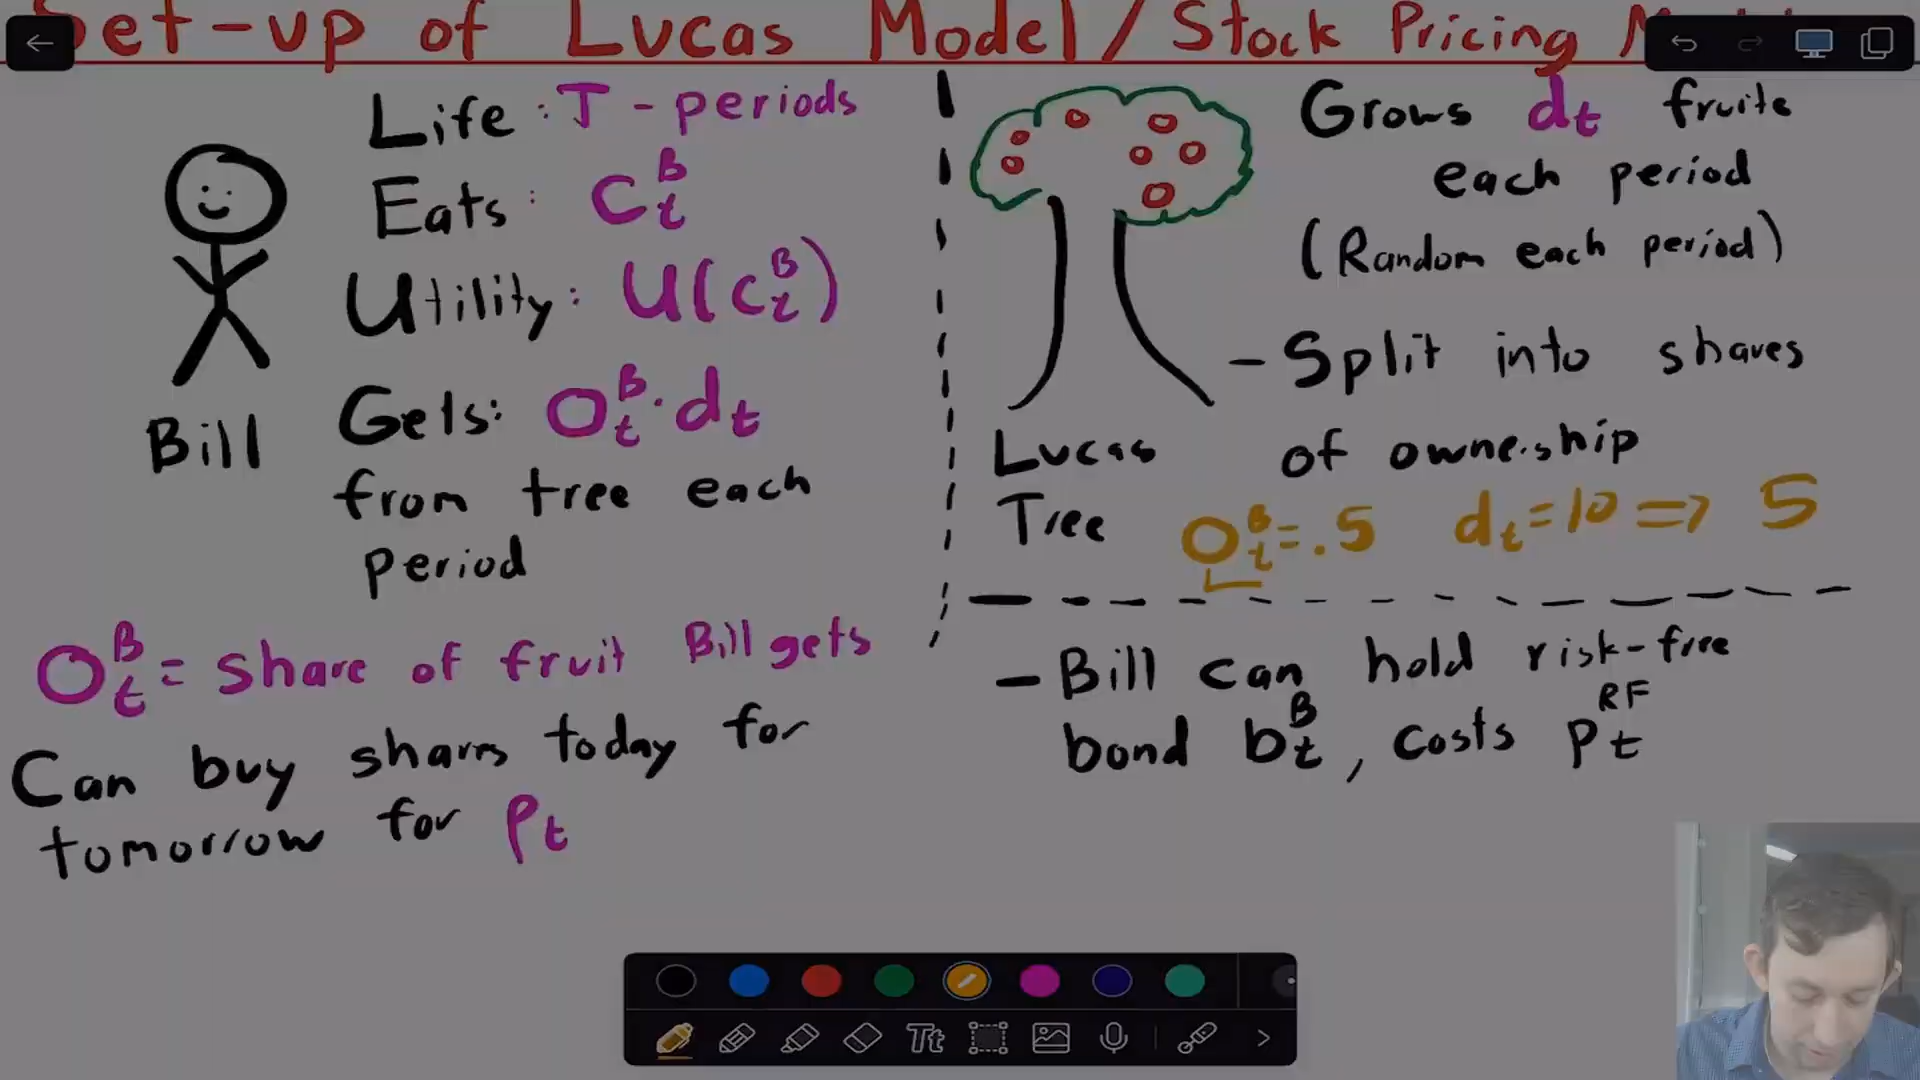 Set-up of Lucas Model / Stock Pricing
Life: T - periods
Eats: C_t^B
Utility: U(C_t^B)
Gets: O_t^B · d_t
from tree each
period
Bill
O_t^B = share of fruit Bill gets
Can buy shares today for
tomorrow for P_t
Grows d_t fruits
each period
(Random each period)
- Split into shares
of ownership
Lucas
Tree
O_t^B = .5 d_t = 10 => 5
- Bill can hold risk-free
bond b_t^B, costs P_t^RF
Tt